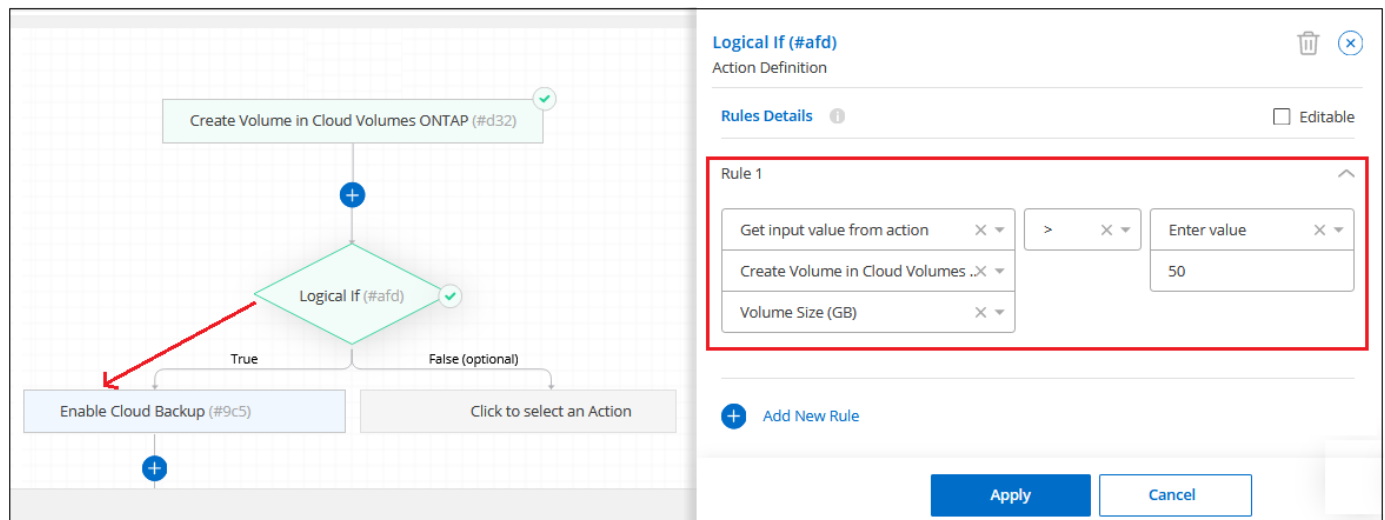 Create Volume in Cloud Volumes ONTAP (#d32)
Logical If (#afd)
True
False (optional)
Enable Cloud Backup (#9c5)
Click to select an Action
Logical If (#afd)
Action Definition
Rules Details
Editable
Rule 1
Get input value from action
>
Enter value
Create Volume in Cloud Volumes ..
50
Volume Size (GB)
Add New Rule
Apply
Cancel